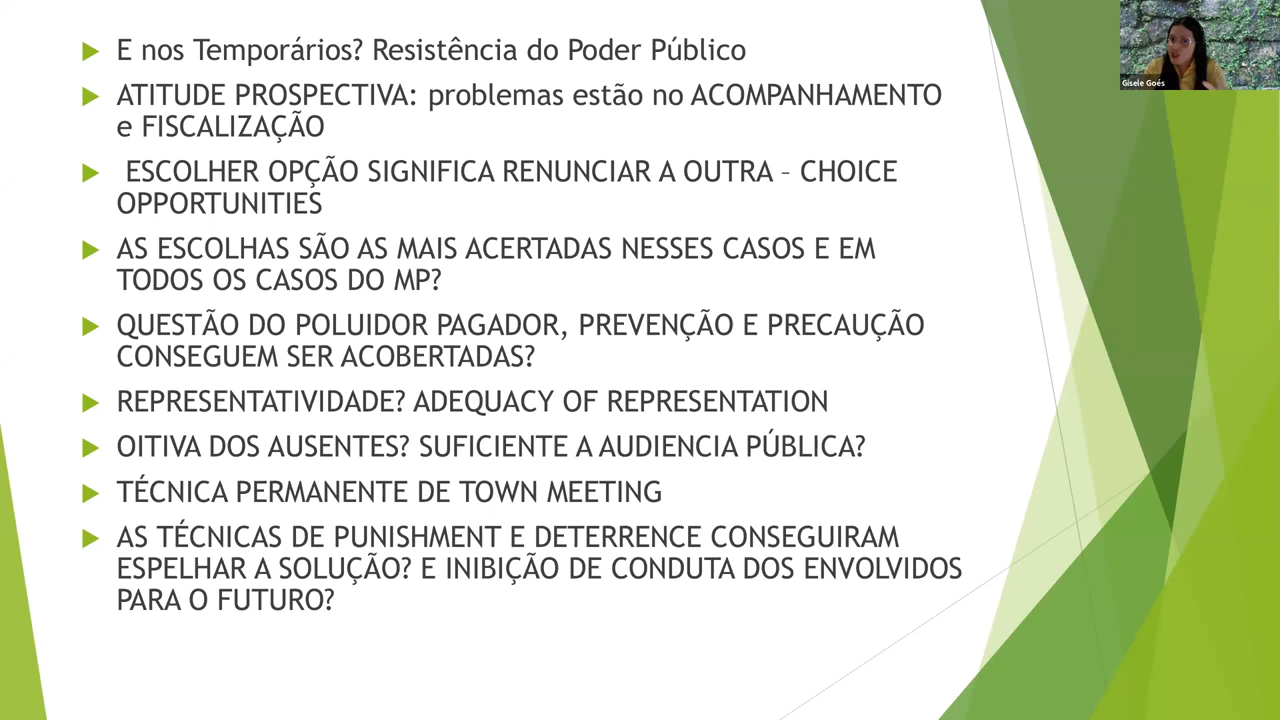 E nos Temporários? Resistência do Poder Público
ATITUDE PROSPECTIVA: problemas estão no ACOMPANHAMENTO
e FISCALIZAÇÃO
ESCOLHER OPÇÃO SIGNIFICA RENUNCIAR A OUTRA – CHOICE
OPPORTUNITIES
AS ESCOLHAS SÃO AS MAIS ACERTADAS NESSES CASOS E EM
TODOS OS CASOS DO MP?
QUESTÃO DO POLUIDOR PAGADOR, PREVENÇÃO E PRECAUÇÃO
CONSEGUEM SER ACOBERTADAS?
REPRESENTATIVIDADE? ADEQUACY OF REPRESENTATION
OITIVA DOS AUSENTES? SUFICIENTE A AUDIENCIA PÚBLICA?
TÉCNICA PERMANENTE DE TOWN MEETING
AS TÉCNICAS DE PUNISHMENT E DETERRENCE CONSEGUIRAM
ESPELHAR A SOLUÇÃO? E INIBIÇÃO DE CONDUTA DOS ENVOLVIDOS
PARA O FUTURO?
Gisele Goés